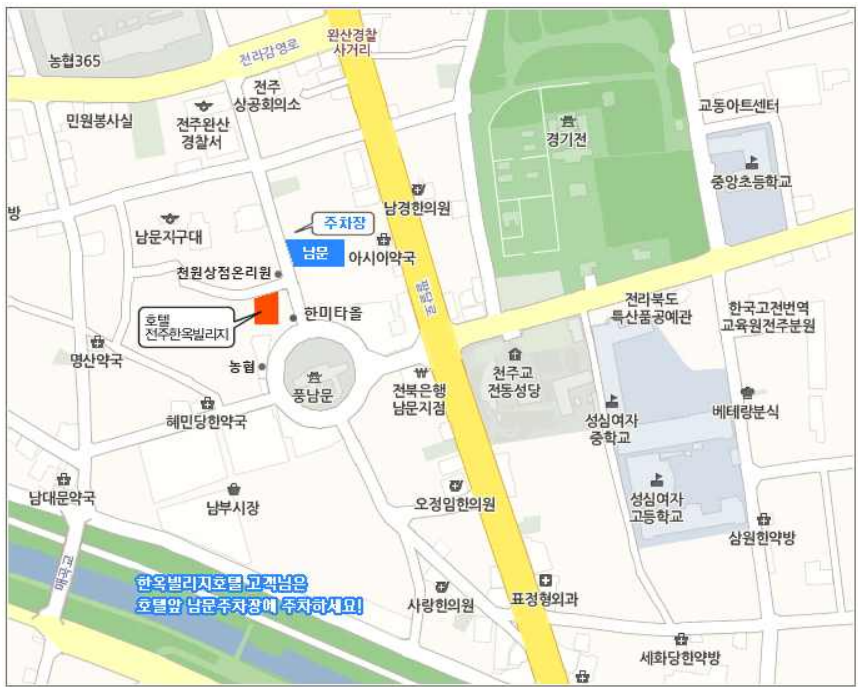 완산경찰
사거리
농협365
전라감영로
전주
상공회의소
민원봉사실
전주완산
경찰서
교동아트센터
경기전
중앙초등학교
방
남문지구대
주차장
남문
남경한의원
아시아약국
천원상점온리원
팔달로
호텔
전주한옥빌리지
한미타올
전라북도
특산품공예관
한국고전번역
교육원전주분원
명산약국
농협
풍남문
전북은행
남문지점
천주교
전동성당
혜민당한약국
성심여자
중학교
베테랑분식
남대문약국
남부시장
오정임한의원
성심여자
고등학교
삼원한약방
매곡교
한옥빌리지호텔 고객님은
호텔앞 남문주차장에 주차하세요!
사랑한의원
표정형외과
세화당한약방